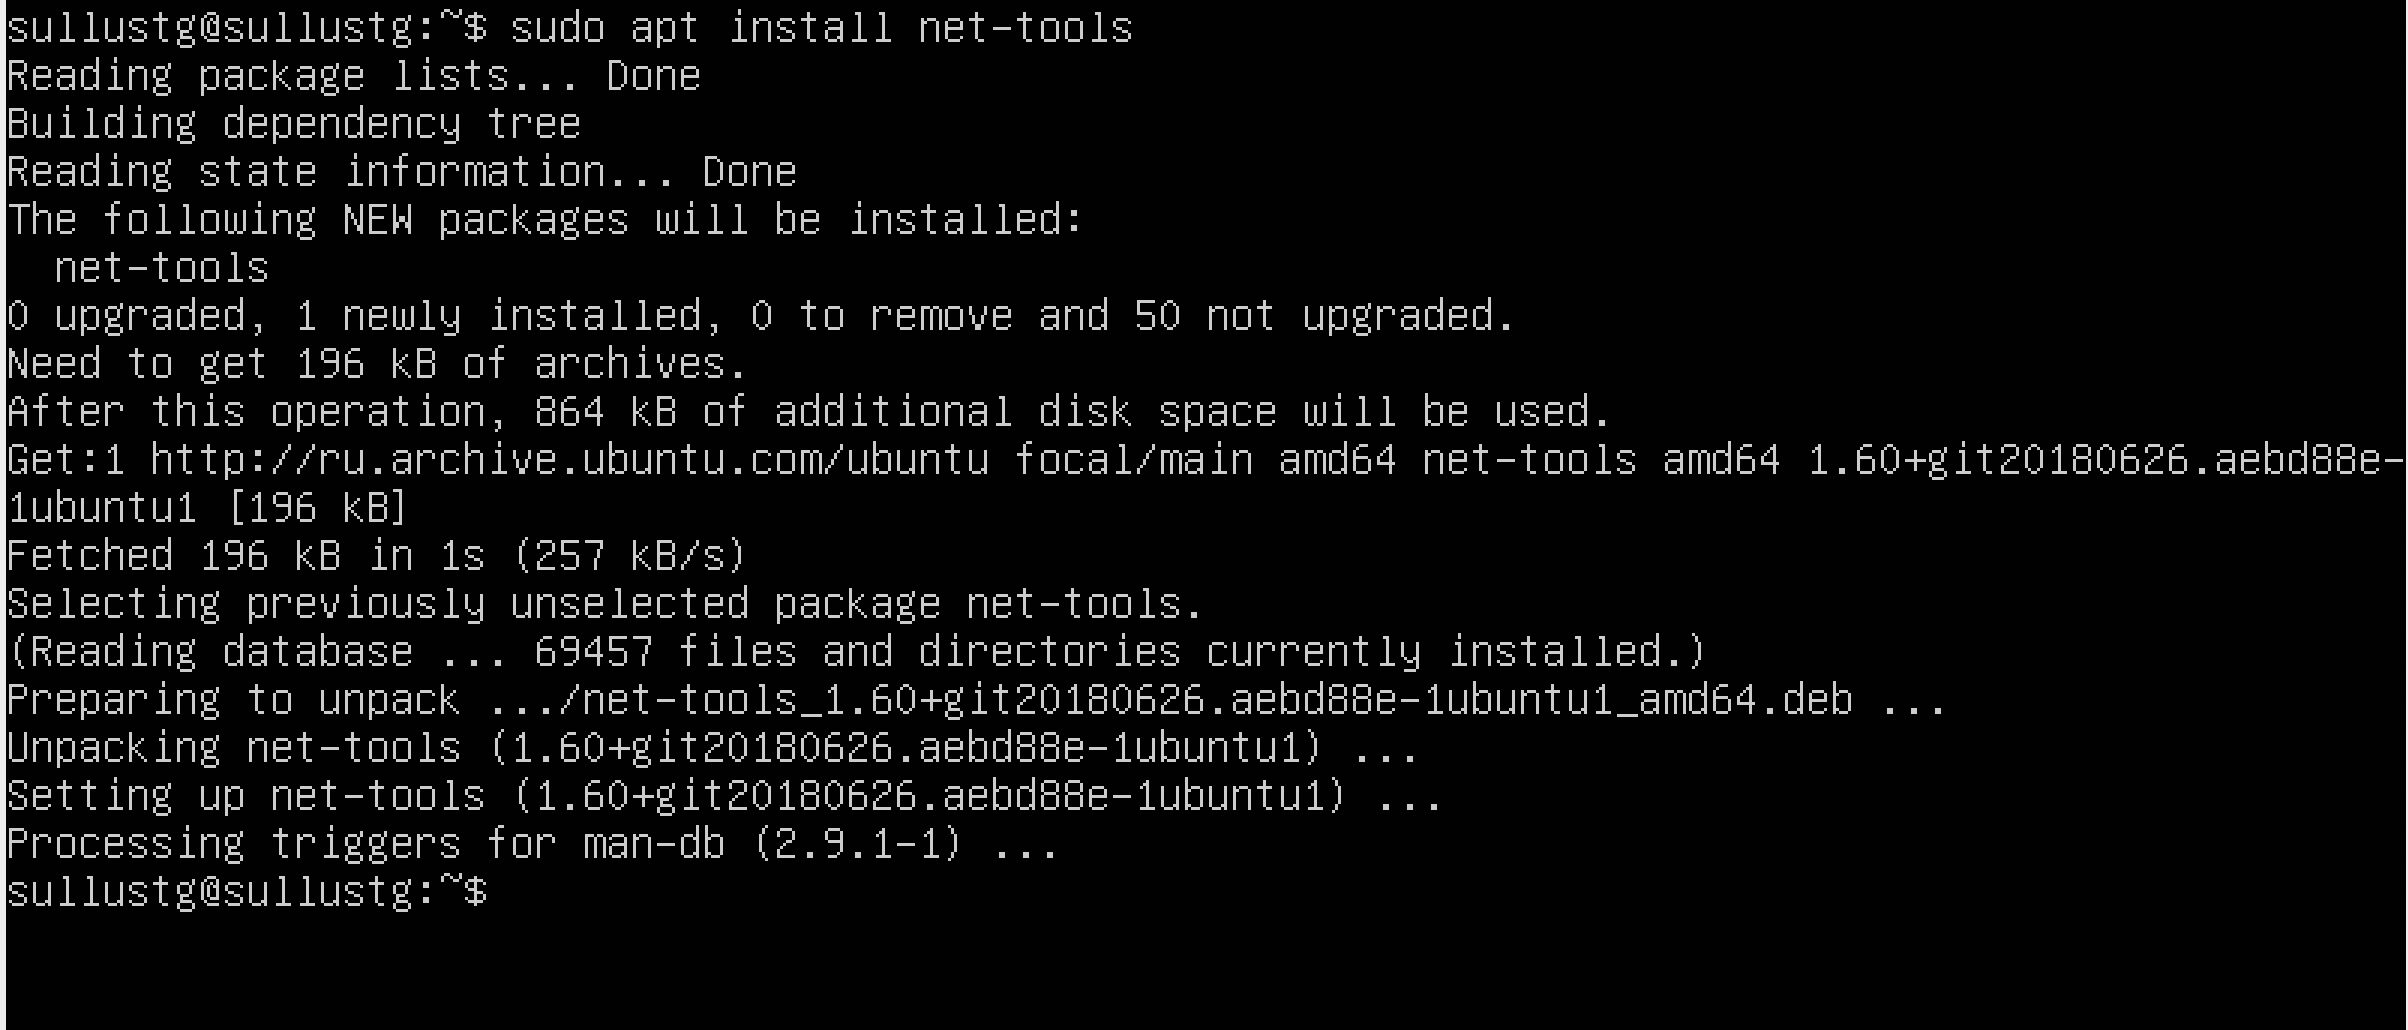 sullustg@sullustg:~$ sudo apt install net-tools
Reading package lists... Done
Building dependency tree
Reading state information... Done
The following NEW packages will be installed:
  net-tools
0 upgraded, 1 newly installed, 0 to remove and 50 not upgraded.
Need to get 196 kB of archives.
After this operation, 864 kB of additional disk space will be used.
Get:1 http://ru.archive.ubuntu.com/ubuntu focal/main amd64 net-tools amd64 1.60+git20180626.aebd88e-
1ubuntu1 [196 kB]
Fetched 196 kB in 1s (257 kB/s)
Selecting previously unselected package net-tools.
(Reading database ... 69457 files and directories currently installed.)
Preparing to unpack .../net-tools_1.60+git20180626.aebd88e-1ubuntu1_amd64.deb ...
Unpacking net-tools (1.60+git20180626.aebd88e-1ubuntu1) ...
Setting up net-tools (1.60+git20180626.aebd88e-1ubuntu1) ...
Processing triggers for man-db (2.9.1-1) ...
sullustg@sullustg:~$